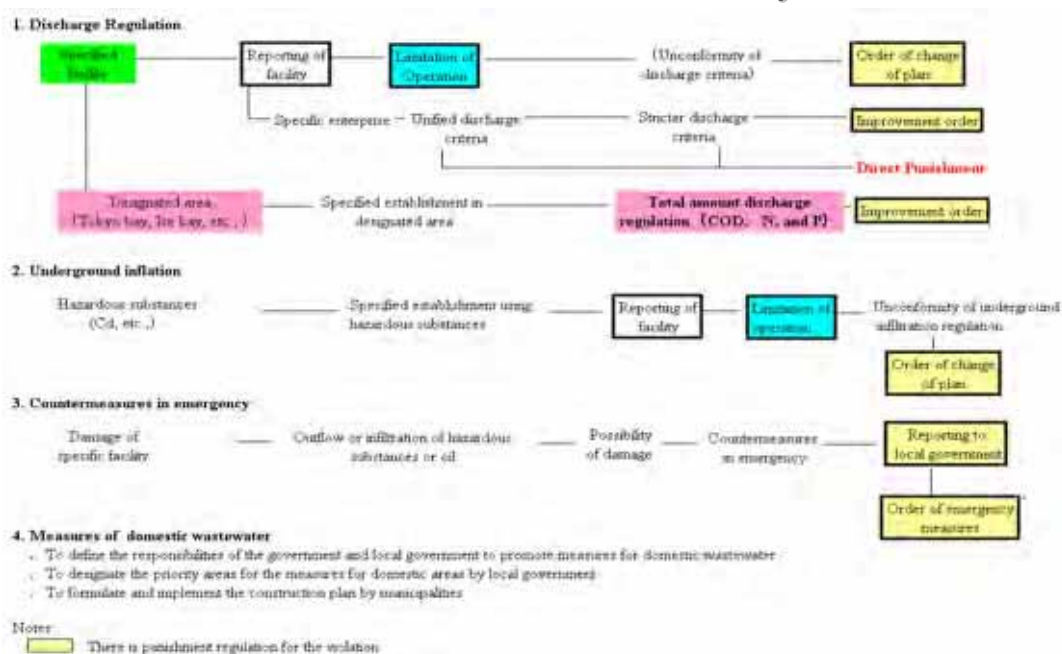 1. Discharge Regulation
Specified
facility
Reporting of
facility
Limitation of
Operation
(Unconformity of
discharge criteria)
Order of change
of plan
Specific enterprise
Unified discharge
criteria
Stricter discharge
criteria
Improvement order
Direct Punishment
Designated area
(Tokyo bay, Ise bay, etc.,)
Specified establishment in
designated area
Total amount discharge
regulation (COD, N, and P)
Improvement order
2. Underground inflation
Hazardous substances
(Cd, etc.,)
Specified establishment using
hazardous substances
Reporting of
facility
Limitation of
operation
Unconformity of underground
infiltration regulation
Order of change
of plan
3. Countermeasures in emergency
Damage of
specific facility
Outflow or infiltration of hazardous
substances or oil
Possibility
of damage
Countermeasures
in emergency
Reporting to
local government
Order of emergency
measures
4. Measures of domestic wastewater
. To define the responsibilities of the government and local government to promote measures for domestic wastewater
. To designate the priority areas for the measures for domestic areas by local government
. To formulate and implement the construction plan by municipalities
Notes
There is punishment regulation for the violation